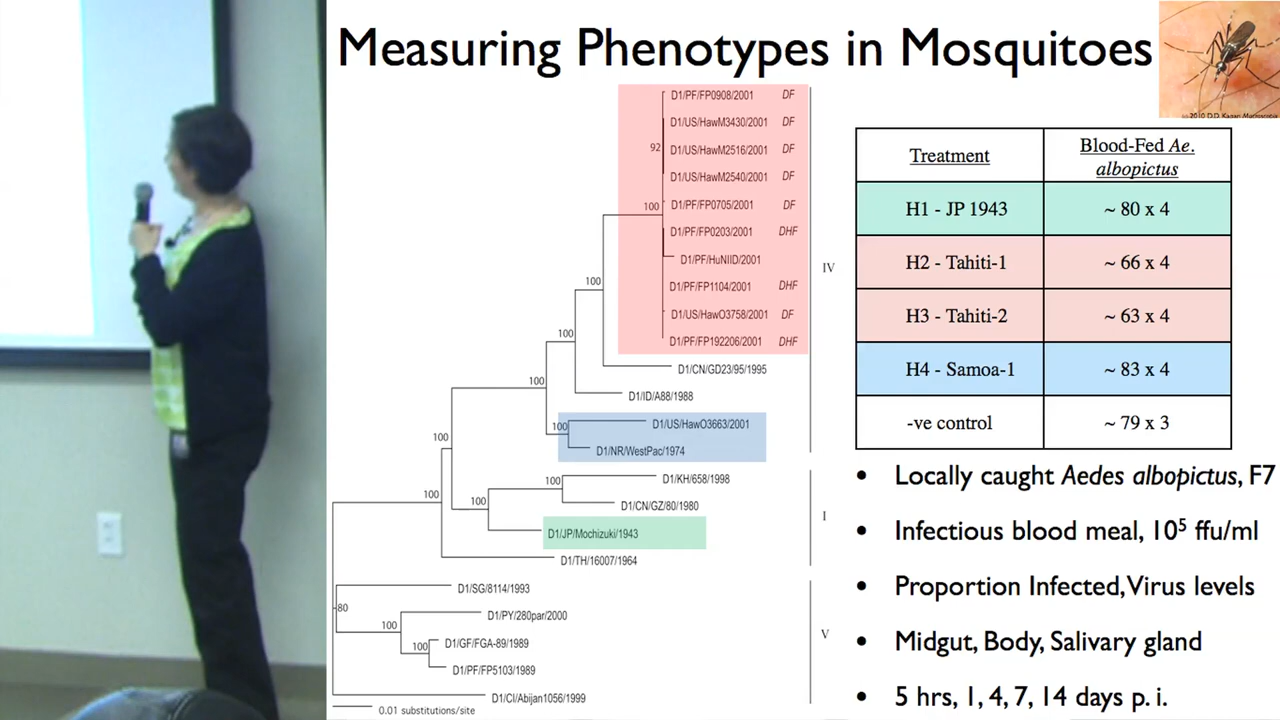 Measuring Phenotypes in Mosquitoes
D1/PF/FP0908/2001 DF
D1/US/HawM3430/2001 DF
92
D1/US/HawM2516/2001 DF
D1/US/HawM2540/2001 DF
100
D1/PF/FP0705/2001 DF
D1/PF/FP0203/2001 DHF
D1/PF/HuNIID/2001
IV
100
D1/PF/FP1104/2001 DHF
D1/US/HawO3758/2001 DF
100
D1/PF/FP192206/2001 DHF
D1/CN/GD23/95/1995
100
D1/ID/A88/1988
100
D1/US/HawO3663/2001
100
D1/NR/WestPac/1974
100
D1/KH/658/1998
100
100
D1/CN/GZ/80/1980
I
D1/JP/Mochizuki/1943
D1/TH/16007/1964
D1/SG/8114/1993
80
D1/PY/280par/2000
100
V
100
D1/GF/FGA-89/1989
D1/PF/FP5103/1989
D1/CI/Abijan1056/1999
0.01 substitutions/site
Treatment Blood-Fed Ae. albopictus
H1 - JP 1943 ~ 80 x 4
H2 - Tahiti-1 ~ 66 x 4
H3 - Tahiti-2 ~ 63 x 4
H4 - Samoa-1 ~ 83 x 4
-ve control ~ 79 x 3
• Locally caught Aedes albopictus, F7
• Infectious blood meal, 10⁵ ffu/ml
• Proportion Infected, Virus levels
• Midgut, Body, Salivary gland
• 5 hrs, 1, 4, 7, 14 days p. i.